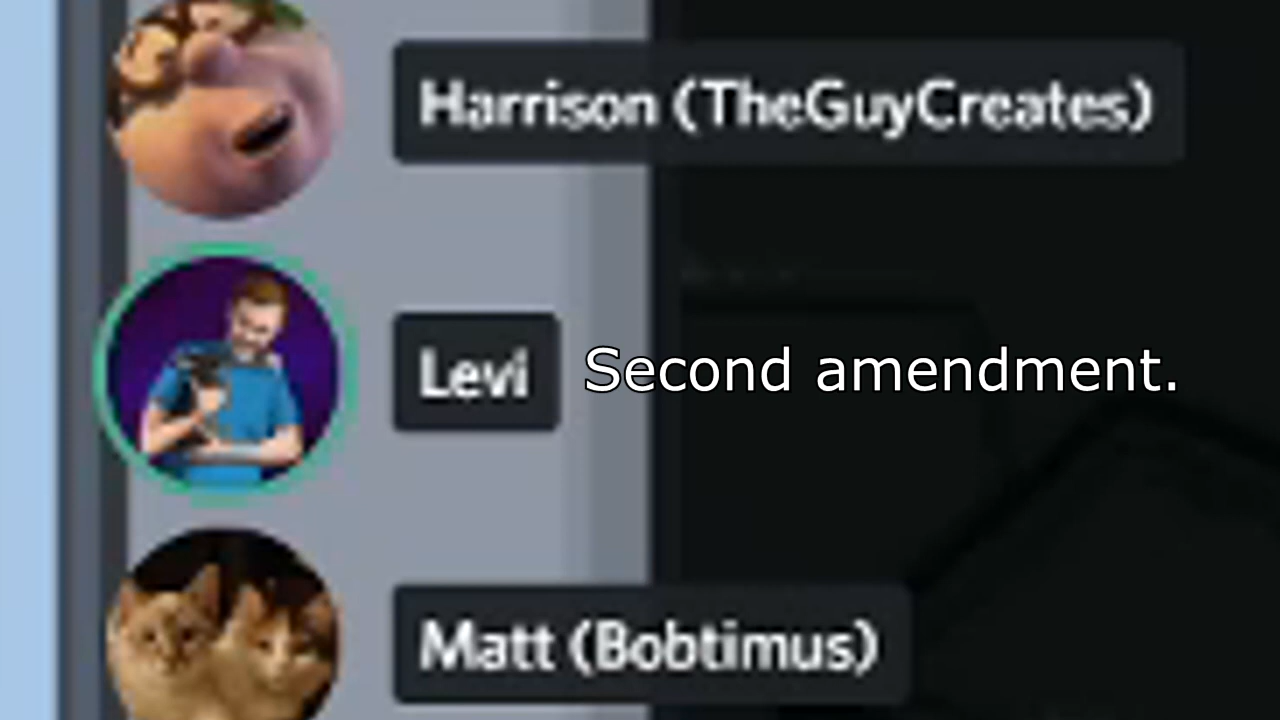 Harrison (TheGuyCreates)
Levi Second amendment.
Matt (Bobtimus)